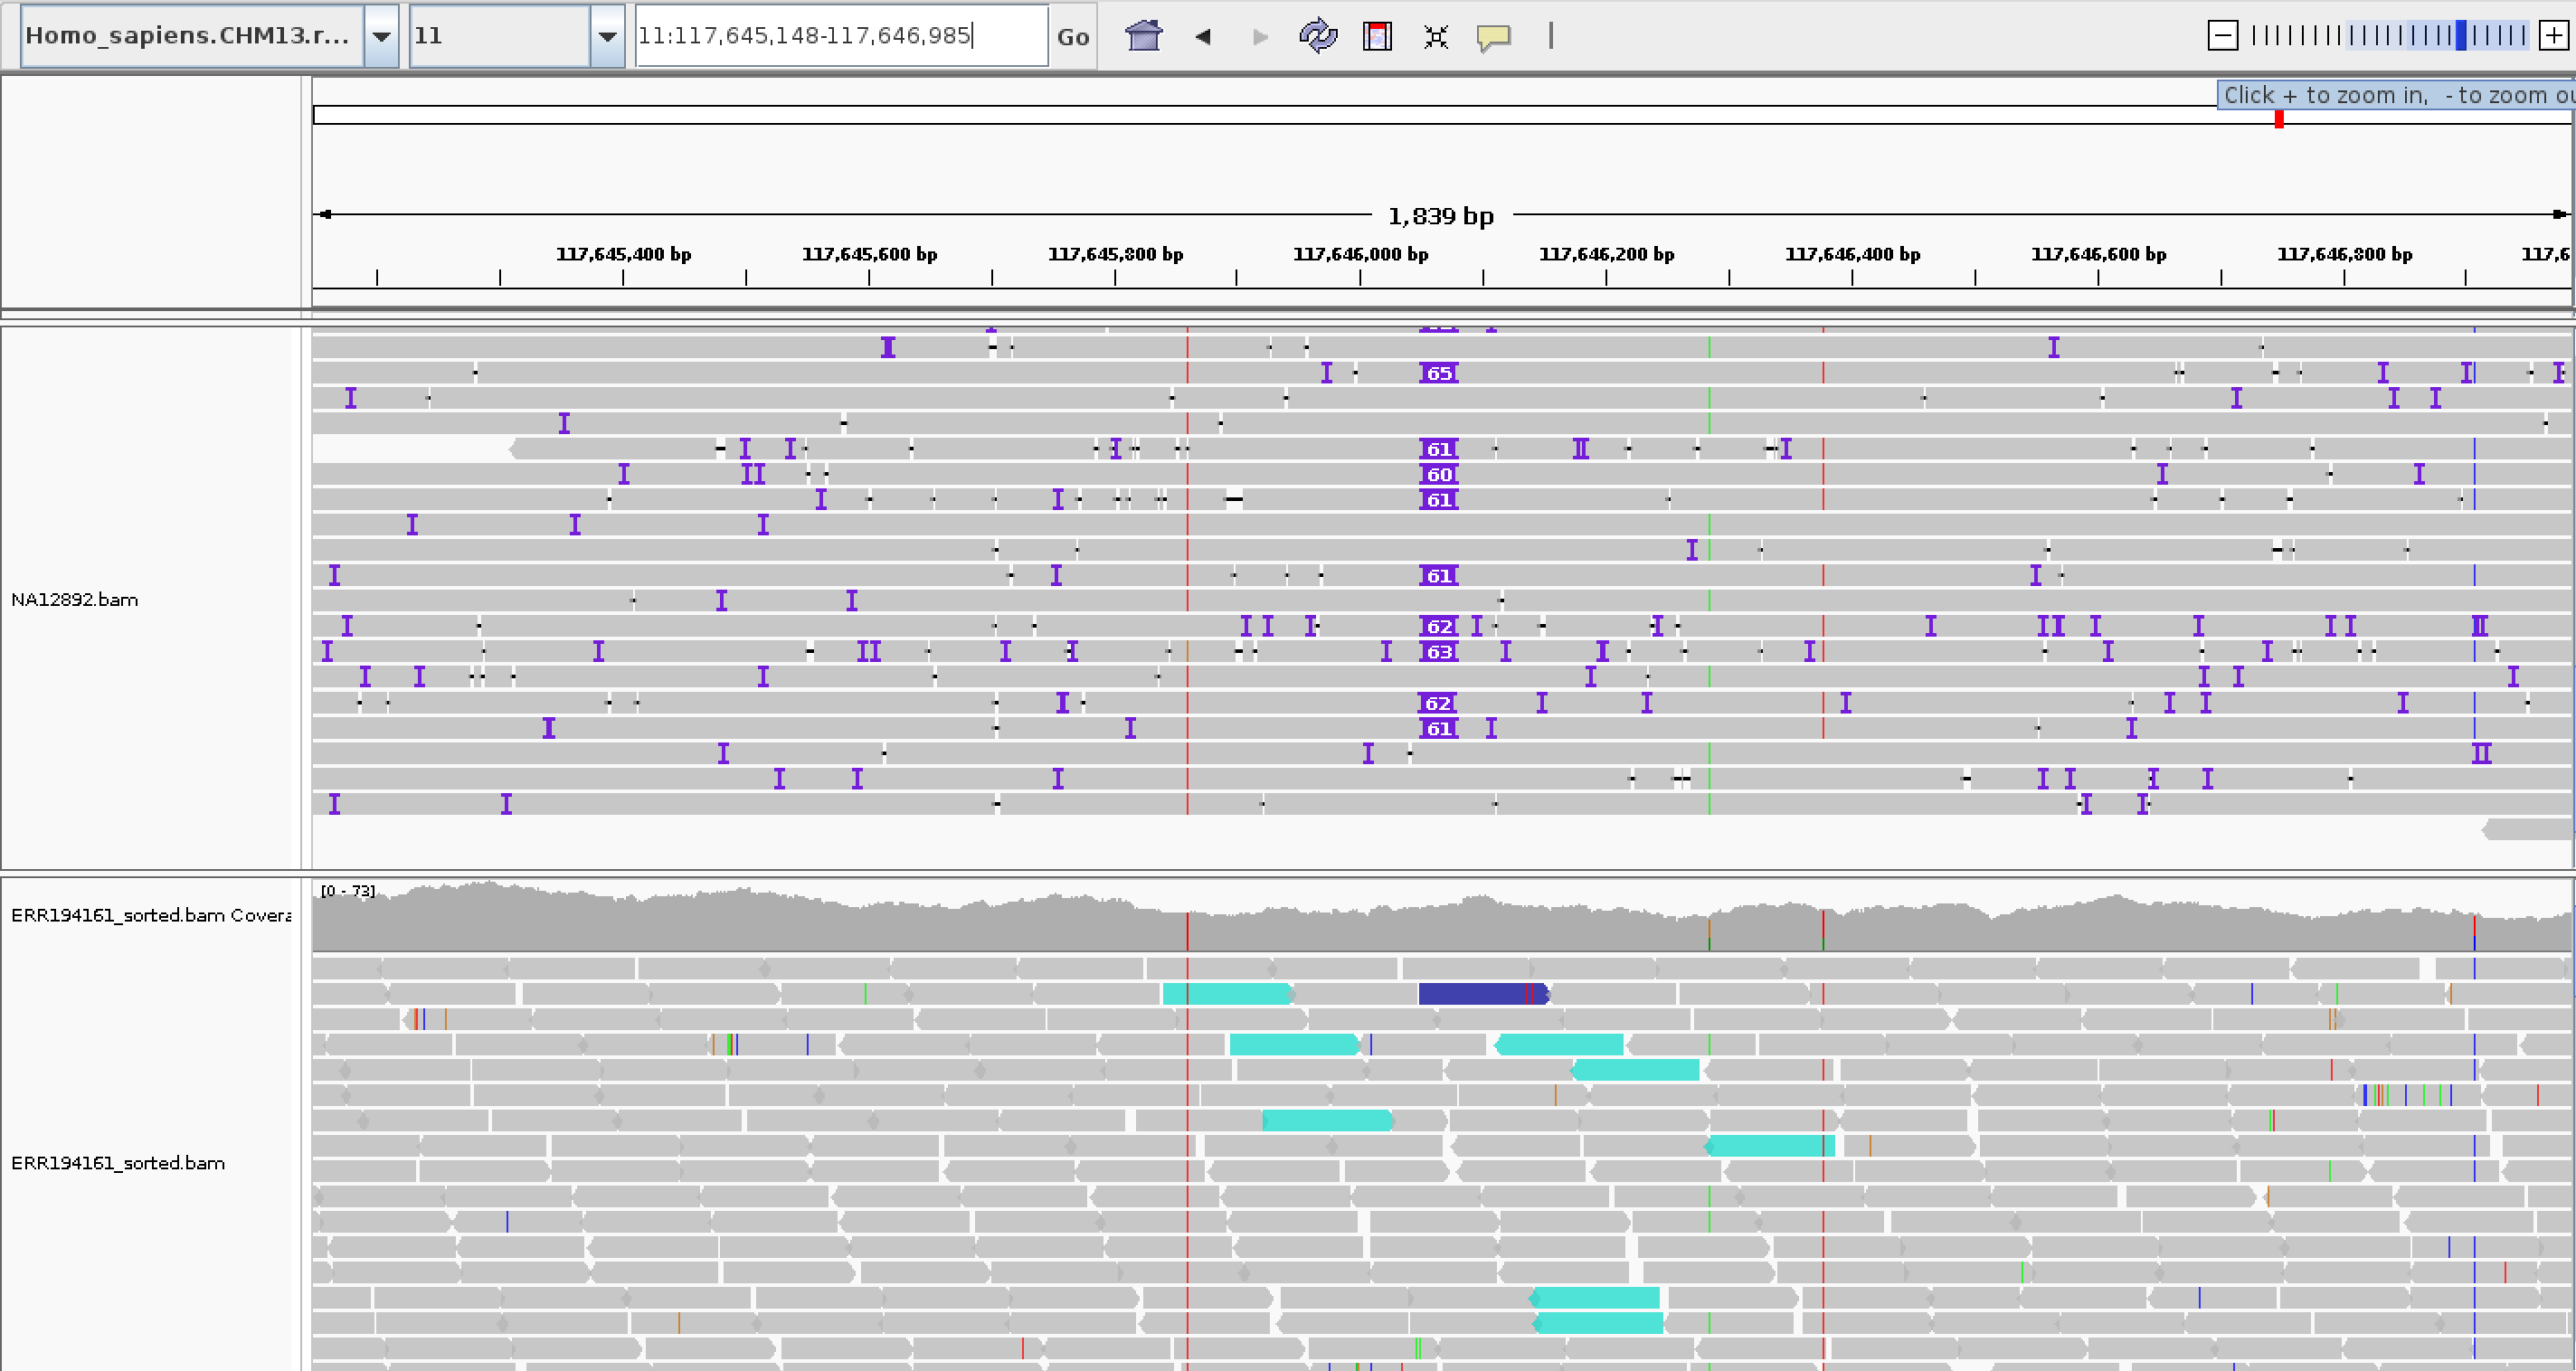 Homo_sapiens.CHM13.r... 11 11:117,645,148-117,646,985 Go
Click + to zoom in, - to zoom ou
1,839 bp
117,645,400 bp 117,645,600 bp 117,645,800 bp 117,646,000 bp 117,646,200 bp 117,646,400 bp 117,646,600 bp 117,646,800 bp 117,6
65
61
60
61
61
NA12892.bam
62
63
62
61
[0 - 73]
ERR194161_sorted.bam Covera
ERR194161_sorted.bam